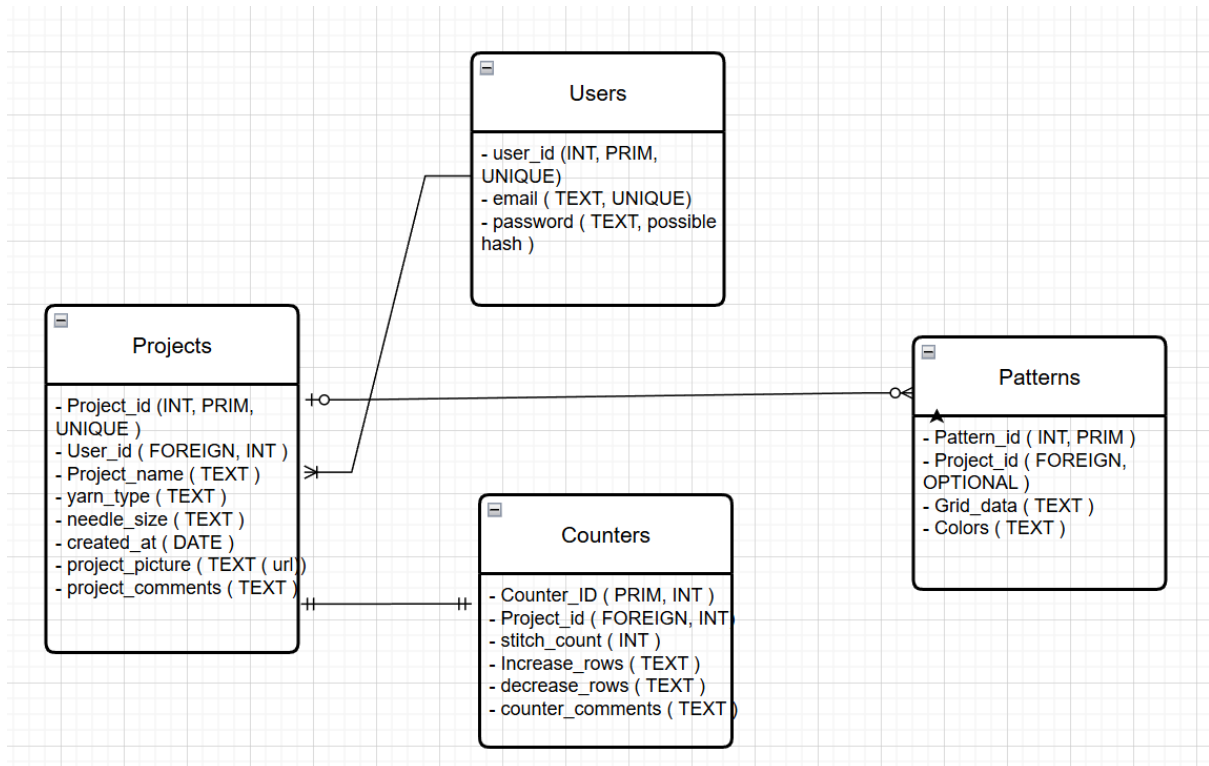 Users
- user_id (INT, PRIM,
UNIQUE)
- email ( TEXT, UNIQUE)
- password ( TEXT, possible
hash )
Projects
- Project_id (INT, PRIM,
UNIQUE )
- User_id ( FOREIGN, INT )
- Project_name ( TEXT )
- yarn_type ( TEXT )
- needle_size ( TEXT )
- created_at ( DATE )
- project_picture ( TEXT ( url))
- project_comments ( TEXT )
Patterns
- Pattern_id ( INT, PRIM )
- Project_id ( FOREIGN,
OPTIONAL )
- Grid_data ( TEXT )
- Colors ( TEXT )
Counters
- Counter_ID ( PRIM, INT )
- Project_id ( FOREIGN, INT)
- stitch_count ( INT )
- Increase_rows ( TEXT )
- decrease_rows ( TEXT )
- counter_comments ( TEXT )